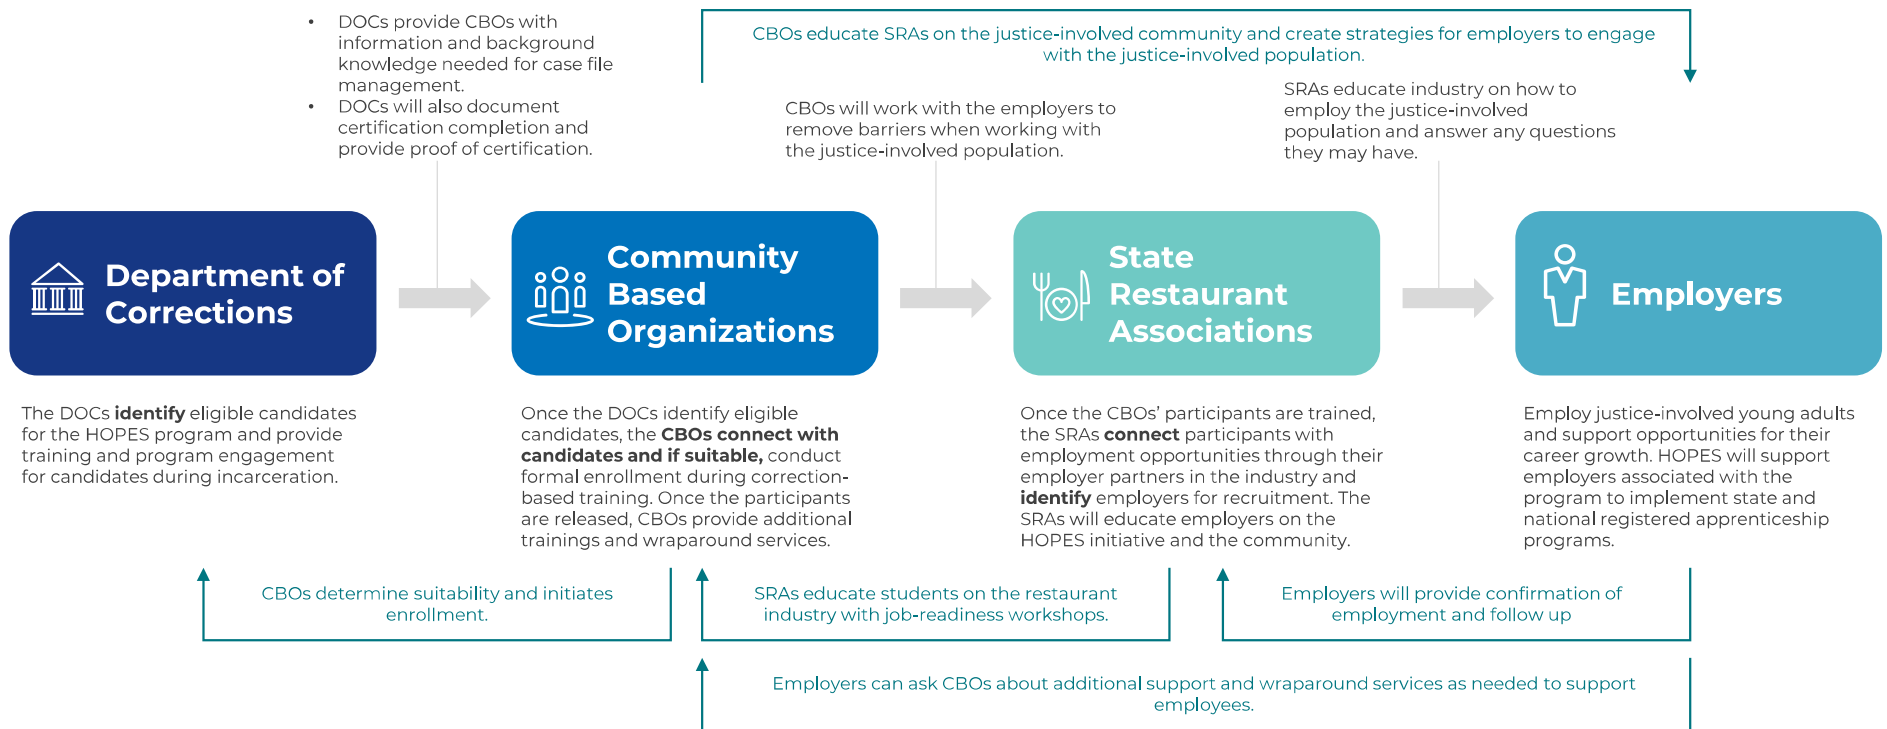 • DOCs provide CBOs with
information and background
knowledge needed for case file
management.
• DOCs will also document
certification completion and
provide proof of certification.
CBOs educate SRAs on the justice-involved community and create strategies for employers to engage
with the justice-involved population.
CBOs will work with the employers to
remove barriers when working with
the justice-involved population.
SRAs educate industry on how to
employ the justice-involved
population and answer any questions
they may have.
Department of
Corrections
Community
Based
Organizations
State
Restaurant
Associations
Employers
The DOCs identify eligible candidates
for the HOPES program and provide
training and program engagement
for candidates during incarceration.
Once the DOCs identify eligible
candidates, the CBOs connect with
candidates and if suitable, conduct
formal enrollment during correction-
based training. Once the participants
are released, CBOs provide additional
trainings and wraparound services.
Once the CBOs' participants are trained,
the SRAs connect participants with
employment opportunities through their
employer partners in the industry and
identify employers for recruitment. The
SRAs will educate employers on the
HOPES initiative and the community.
Employ justice-involved young adults
and support opportunities for their
career growth. HOPES will support
employers associated with the
program to implement state and
national registered apprenticeship
programs.
CBOs determine suitability and initiates
enrollment.
SRAs educate students on the restaurant
industry with job-readiness workshops.
Employers will provide confirmation of
employment and follow up
Employers can ask CBOs about additional support and wraparound services as needed to support
employees.